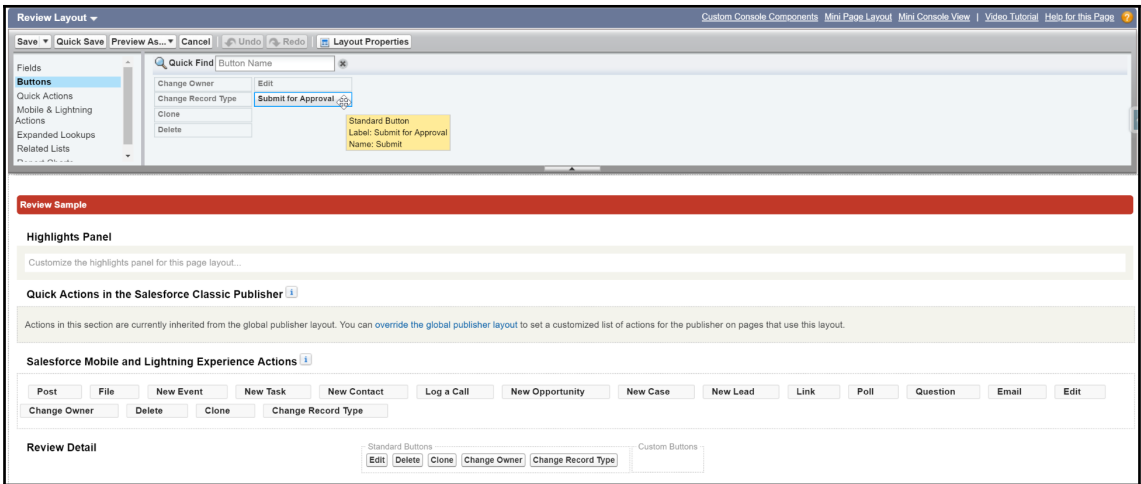 Review Layout
Custom Console Components Mini Page Layout Mini Console View | Video Tutorial Help for this Page ?
Save Quick Save Preview As... Cancel Undo Redo Layout Properties
Fields
Buttons
Quick Actions
Mobile & Lightning
Actions
Expanded Lookups
Related Lists
Report Charts
Quick Find Button Name
Change Owner Edit
Change Record Type Submit for Approval
Clone
Delete
Standard Button
Label: Submit for Approval
Name: Submit
Review Sample
Highlights Panel
Customize the highlights panel for this page layout...
Quick Actions in the Salesforce Classic Publisher i
Actions in this section are currently inherited from the global publisher layout. You can override the global publisher layout to set a customized list of actions for the publisher on pages that use this layout.
Salesforce Mobile and Lightning Experience Actions i
Post File New Event New Task New Contact Log a Call New Opportunity New Case New Lead Link Poll Question Email Edit
Change Owner Delete Clone Change Record Type
Review Detail
Standard Buttons
Edit Delete Clone Change Owner Change Record Type
Custom Buttons